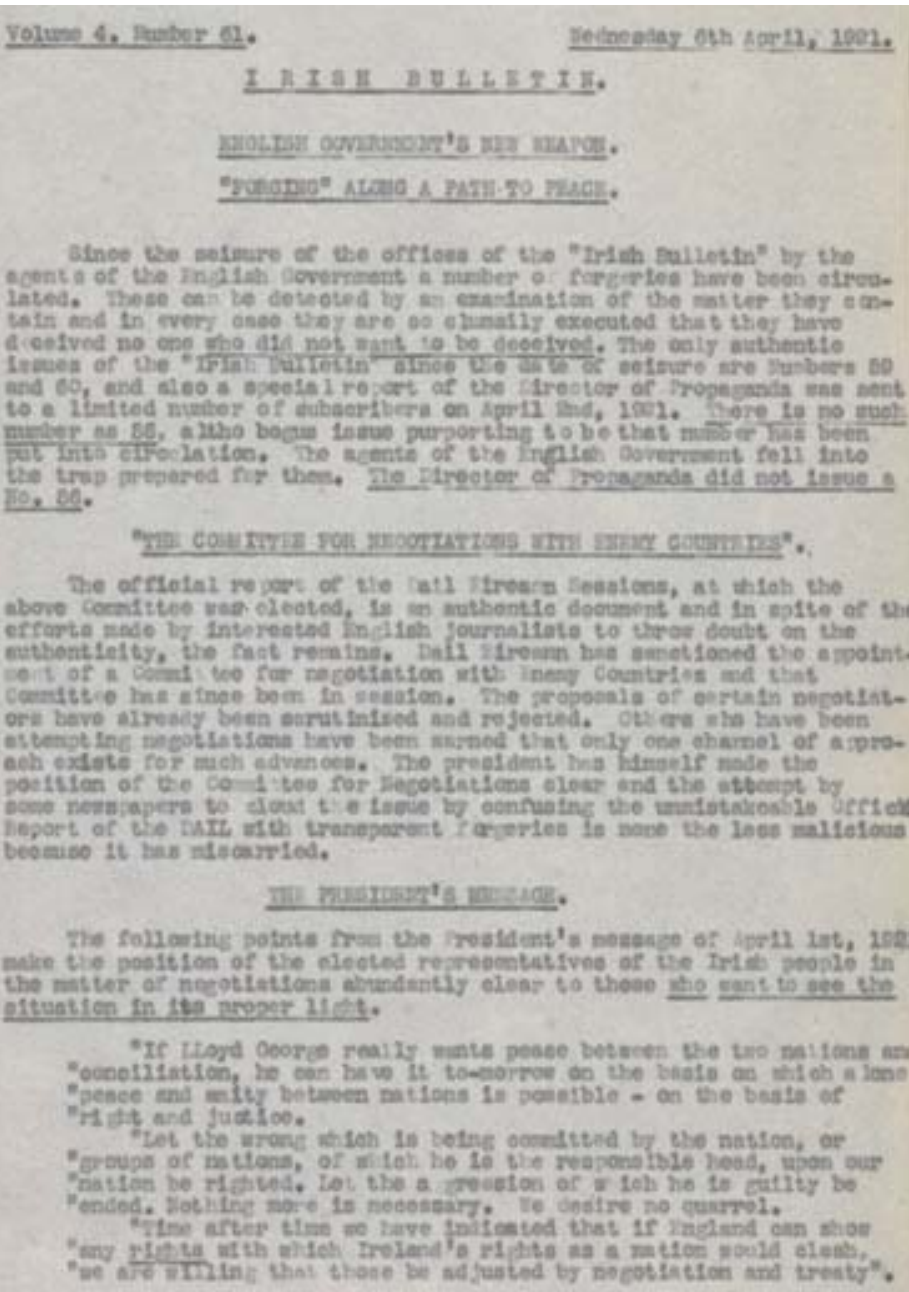 Volume 4. Number 61.
Wednesday 6th April, 1921.
IRISH BULLETIN.
ENGLISH GOVERNMENT'S NEW WEAPON.
"FORGING" ALONG A PATH TO PEACE.
Since the seizure of the offices of the "Irish Bulletin" by the
agents of the English Government a number of forgeries have been circu-
lated. These can be detected by an examination of the matter they con-
tain and in every case they are so clumsily executed that they have
deceived no one who did not want to be deceived. The only authentic
issues of the "Irish Bulletin" since the date of seizure are Numbers 59
and 60, and also a special report of the Director of Propaganda was sent
to a limited number of subscribers on April 2nd, 1921. There is no such
number as 56, altho bogus issue purporting to be that number has been
put into circulation. The agents of the English Government fell into
the trap prepared for them. The Director of Propaganda did not issue a
No. 56.
"THE COMMITTEE FOR NEGOTIATIONS WITH ENEMY COUNTRIES".
The official report of the Dail Eireann Sessions, at which the
above Committee was elected, is an authentic document and in spite of the
efforts made by interested English journalists to throw doubt on the
authenticity, the fact remains. Dail Eireann has sanctioned the appoint-
ment of a Committee for negotiation with Enemy Countries and that
Committee has since been in session. The proposals of certain negotiat-
ors have already been scrutinised and rejected. Others who have been
attempting negotiations have been warned that only one channel of appro-
ach exists for such advances. The president has himself made the
position of the Committee for Negotiations clear and the attempt by
some newspapers to cloud the issue by confusing the unmistakeable Offici
Report of the DAIL with transparent forgeries is none the less malicious
because it has miscarried.
THE PRESIDENT'S MESSAGE.
The following points from the President's message of April 1st, 192
make the position of the elected representatives of the Irish people in
the matter of negotiations abundantly clear to those who want to see the
situation in its proper light.
"If Lloyd George really wants peace between the two nations an
"conciliation, he can have it to-morrow on the basis on which alone
"peace and amity between nations is possible - on the basis of
"right and justice.
"Let the wrong which is being committed by the nation, or
"groups of nations, of which he is the responsible head, upon our
"nation be righted. Let the agression of which he is guilty be
"ended. Nothing more is necessary. We desire no quarrel.
"Time after time we have indicated that if England can show
"any rights with which Ireland's rights as a nation would clash,
"we are willing that those be adjusted by negotiation and treaty".